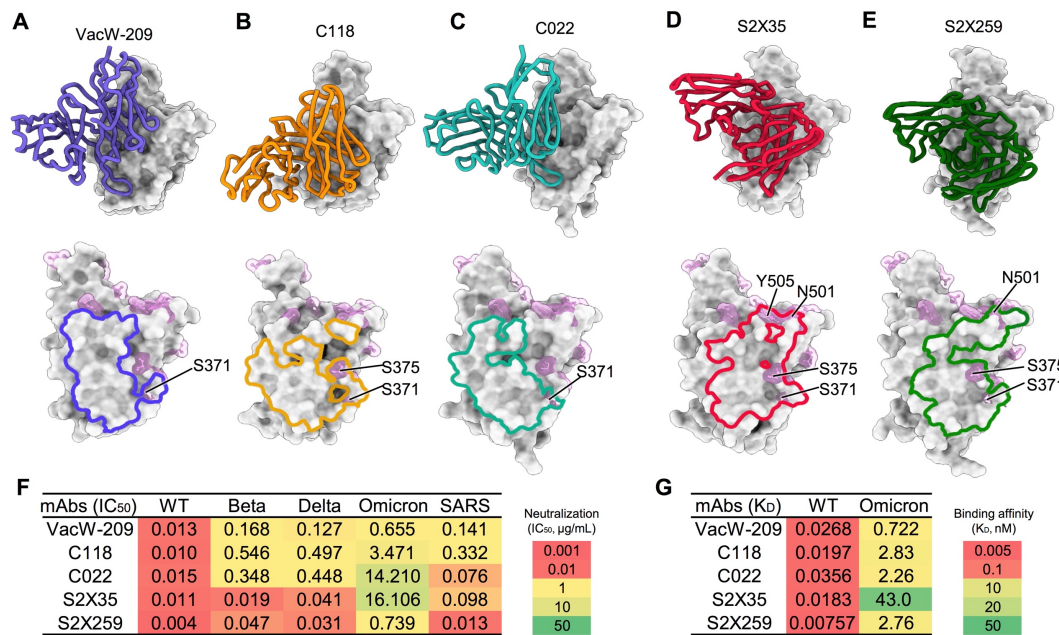 A
VacW-209
B
C118
C
C022
D
S2X35
E
S2X259
S371
S375
S371
S371
Y505
N501
S375
S371
N501
S375
S371
F
mAbs (IC50) WT Beta Delta Omicron SARS
VacW-209 0.013 0.168 0.127 0.655 0.141
C118 0.010 0.546 0.497 3.471 0.332
C022 0.015 0.348 0.448 14.210 0.076
S2X35 0.011 0.019 0.041 16.106 0.098
S2X259 0.004 0.047 0.031 0.739 0.013
Neutralization
(IC50, µg/mL)
0.001
0.01
1
10
50
G
mAbs (KD) WT Omicron
VacW-209 0.0268 0.722
C118 0.0197 2.83
C022 0.0356 2.26
S2X35 0.0183 43.0
S2X259 0.00757 2.76
Binding affinity
(KD, nM)
0.005
0.1
10
20
50